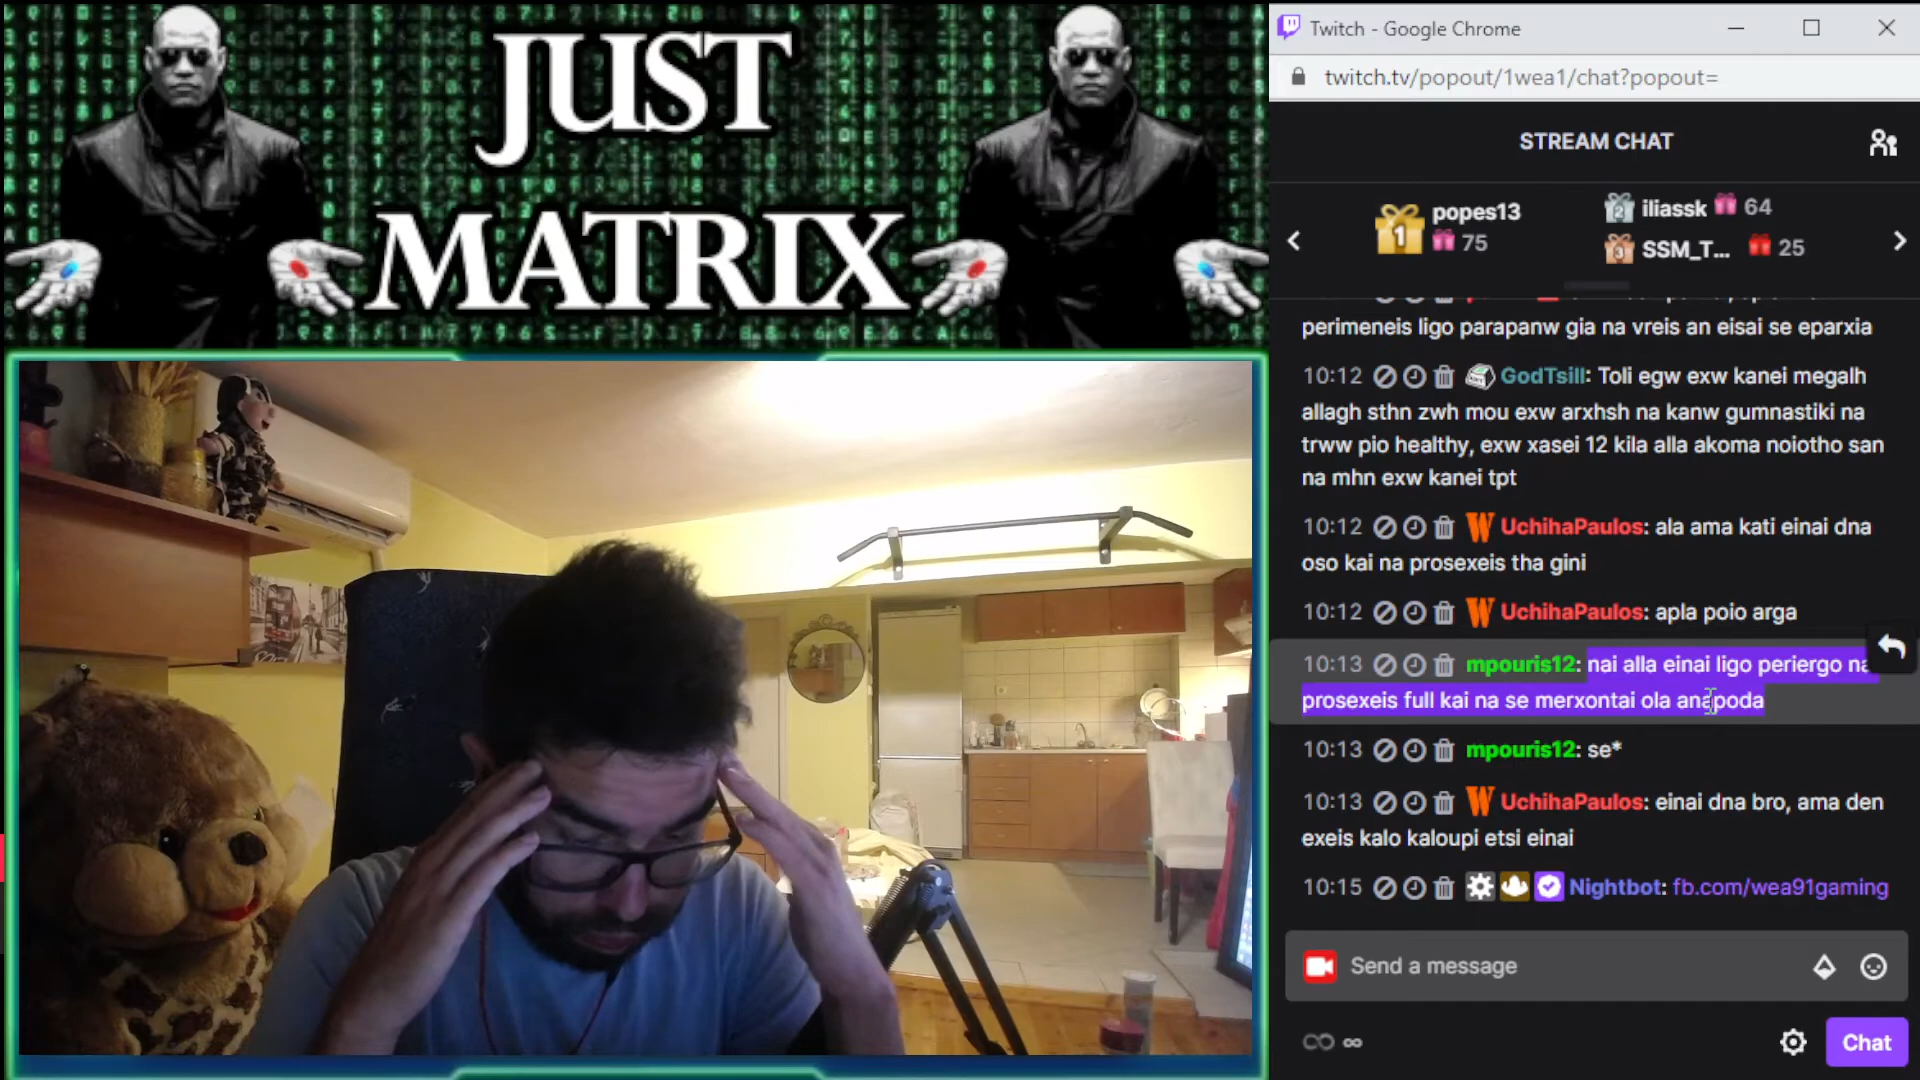 JUST
MATRIX
Twitch - Google Chrome
twitch.tv/popout/1wea1/chat?popout=
STREAM CHAT
1 popes13
75
2 iliassk 64
3 SSM_T... 25
perimeneis ligo parapanw gia na vreis an eisai se eparxia
10:12 GodTsill: Toli egw exw kanei megalh
allagh sthn zwh mou exw arxhsh na kanw gumnastiki na
trww pio healthy, exw xasei 12 kila alla akoma noiotho san
na mhn exw kanei tpt
10:12 UchihaPaulos: ala ama kati einai dna
oso kai na prosexeis tha gini
10:12 UchihaPaulos: apla poio arga
10:13 mpouris12: nai alla einai ligo periergo na
prosexeis full kai na se merxontai ola anapoda
10:13 mpouris12: se*
10:13 UchihaPaulos: einai dna bro, ama den
exeis kalo kaloupi etsi einai
10:15 Nightbot: fb.com/wea91gaming
Send a message
Chat